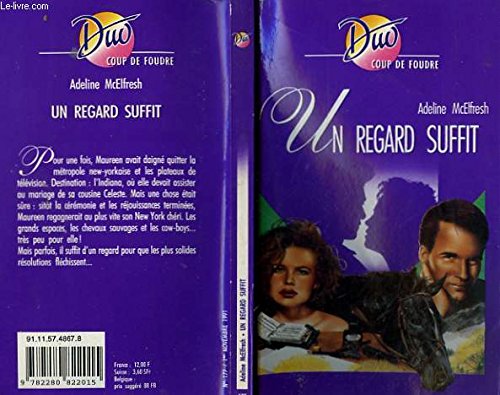 Le-livre.com
Duo
COUP DE FOUDRE
Adeline McElfresh
UN REGARD SUFFIT
Pour une fois, Maureen avait daigné quitter la
métropole new-yorkaise et les plateaux de
télévision. Destination : l'Indiana, où elle devait assister
au mariage de sa cousine Celeste. Mais une chose était
sûre : sitôt la cérémonie et les réjouissances terminées,
Maureen regagnerait au plus vite son New York chéri. Les
grands espaces, les chevaux sauvages et les cow-boys...
très peu pour elle !
Mais parfois, il suffit d'un regard pour que les plus solides
résolutions fléchissent...
91.11.57.4867.8
9 782280 822015
France : 12,00 F
Suisse : 3,60 SFr
Belgique :
prix suggéré 88 FB
Duo
Adeline McElfresh • UN REGARD SUFFIT
1er NOVEMBRE 1991
Duo
COUP DE FOUDRE
Adeline McElfresh
UN REGARD SUFFIT